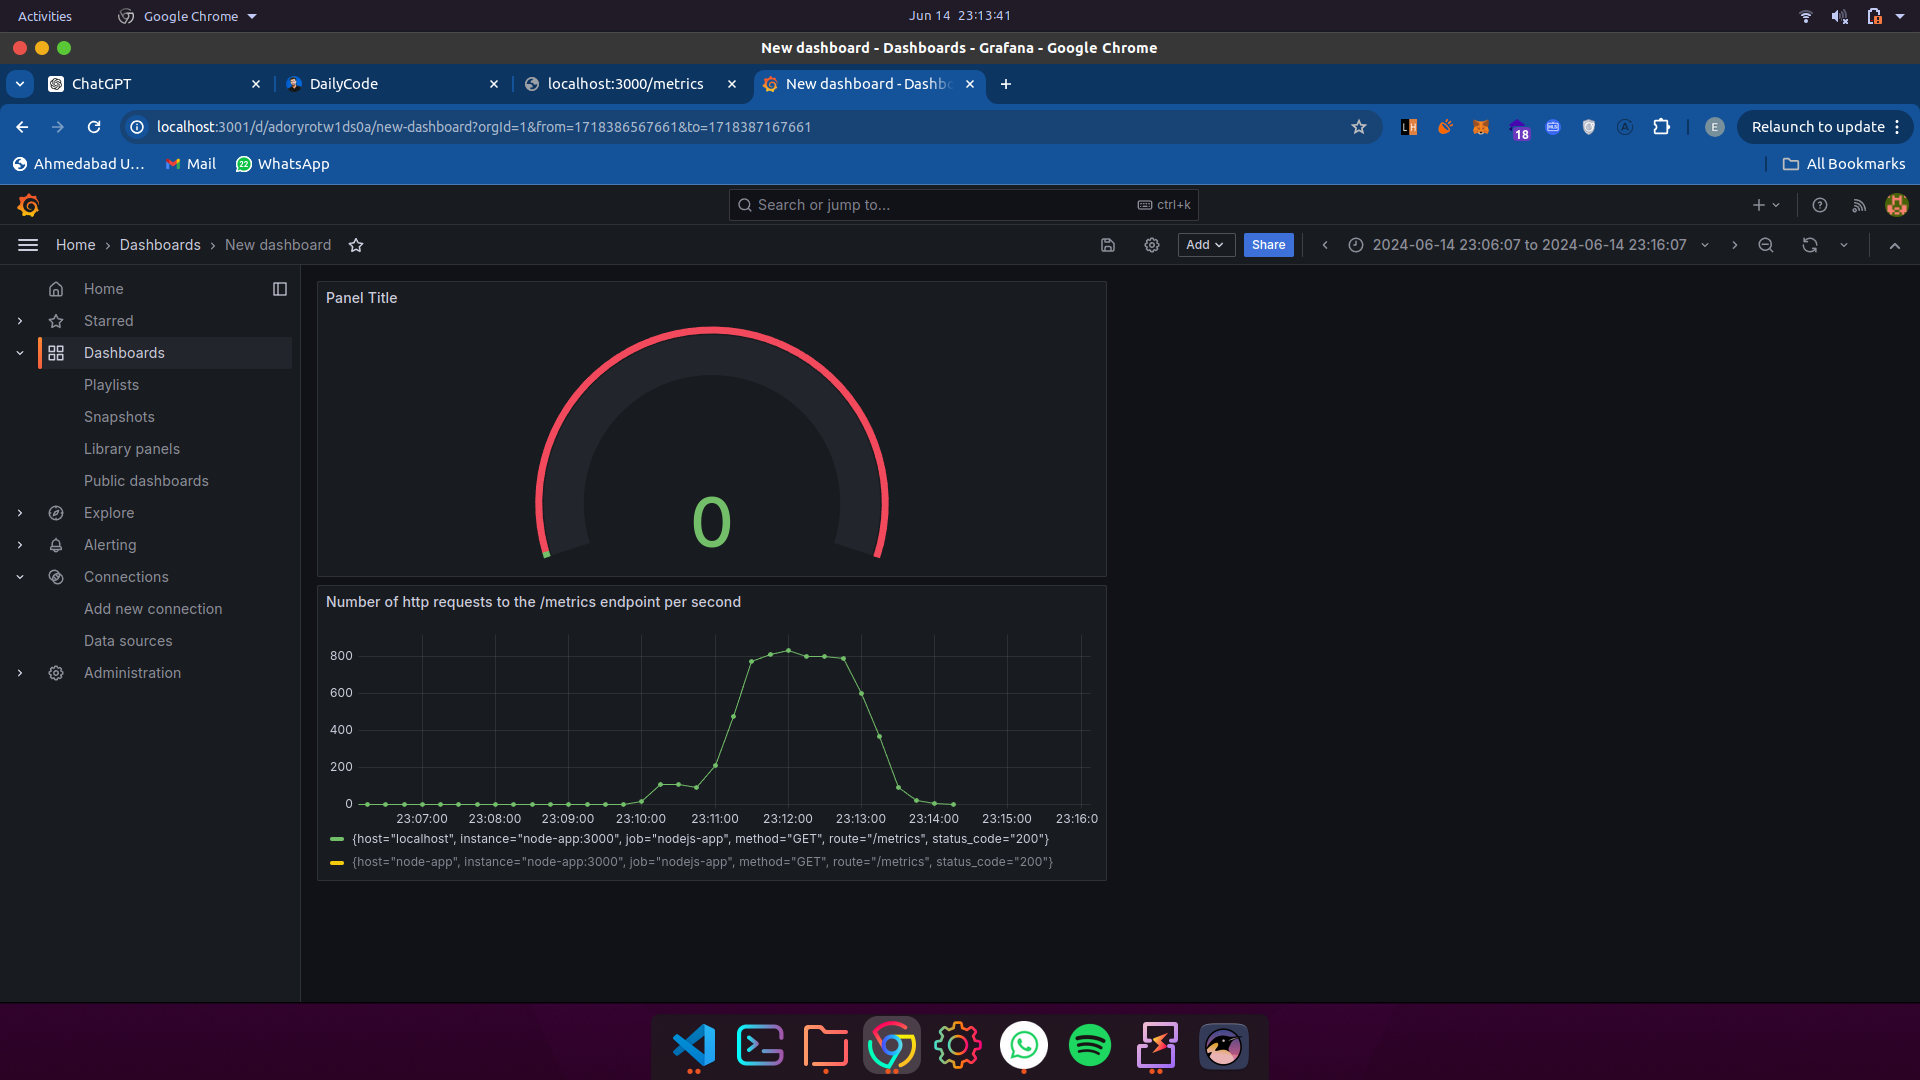 Activities
Google Chrome
Jun 14 23:13:41
New dashboard - Dashboards - Grafana - Google Chrome
ChatGPT
DailyCode
localhost:3000/metrics
New dashboard - Dashb
localhost:3001/d/adoryrotw1ds0a/new-dashboard?orgId=1&from=1718386567661&to=1718387167661
18
E
Relaunch to update
Ahmedabad U...
Mail
22
WhatsApp
All Bookmarks
Search or jump to...
ctrl+k
Home
Dashboards
New dashboard
Add
Share
2024-06-14 23:06:07 to 2024-06-14 23:16:07
Home
Starred
Dashboards
Playlists
Snapshots
Library panels
Public dashboards
Explore
Alerting
Connections
Add new connection
Data sources
Administration
Panel Title
0
Number of http requests to the /metrics endpoint per second
800
600
400
200
0
23:07:00 23:08:00 23:09:00 23:10:00 23:11:00 23:12:00 23:13:00 23:14:00 23:15:00 23:16:0
{host="localhost", instance="node-app:3000", job="nodejs-app", method="GET", route="/metrics", status_code="200"}
{host="node-app", instance="node-app:3000", job="nodejs-app", method="GET", route="/metrics", status_code="200"}